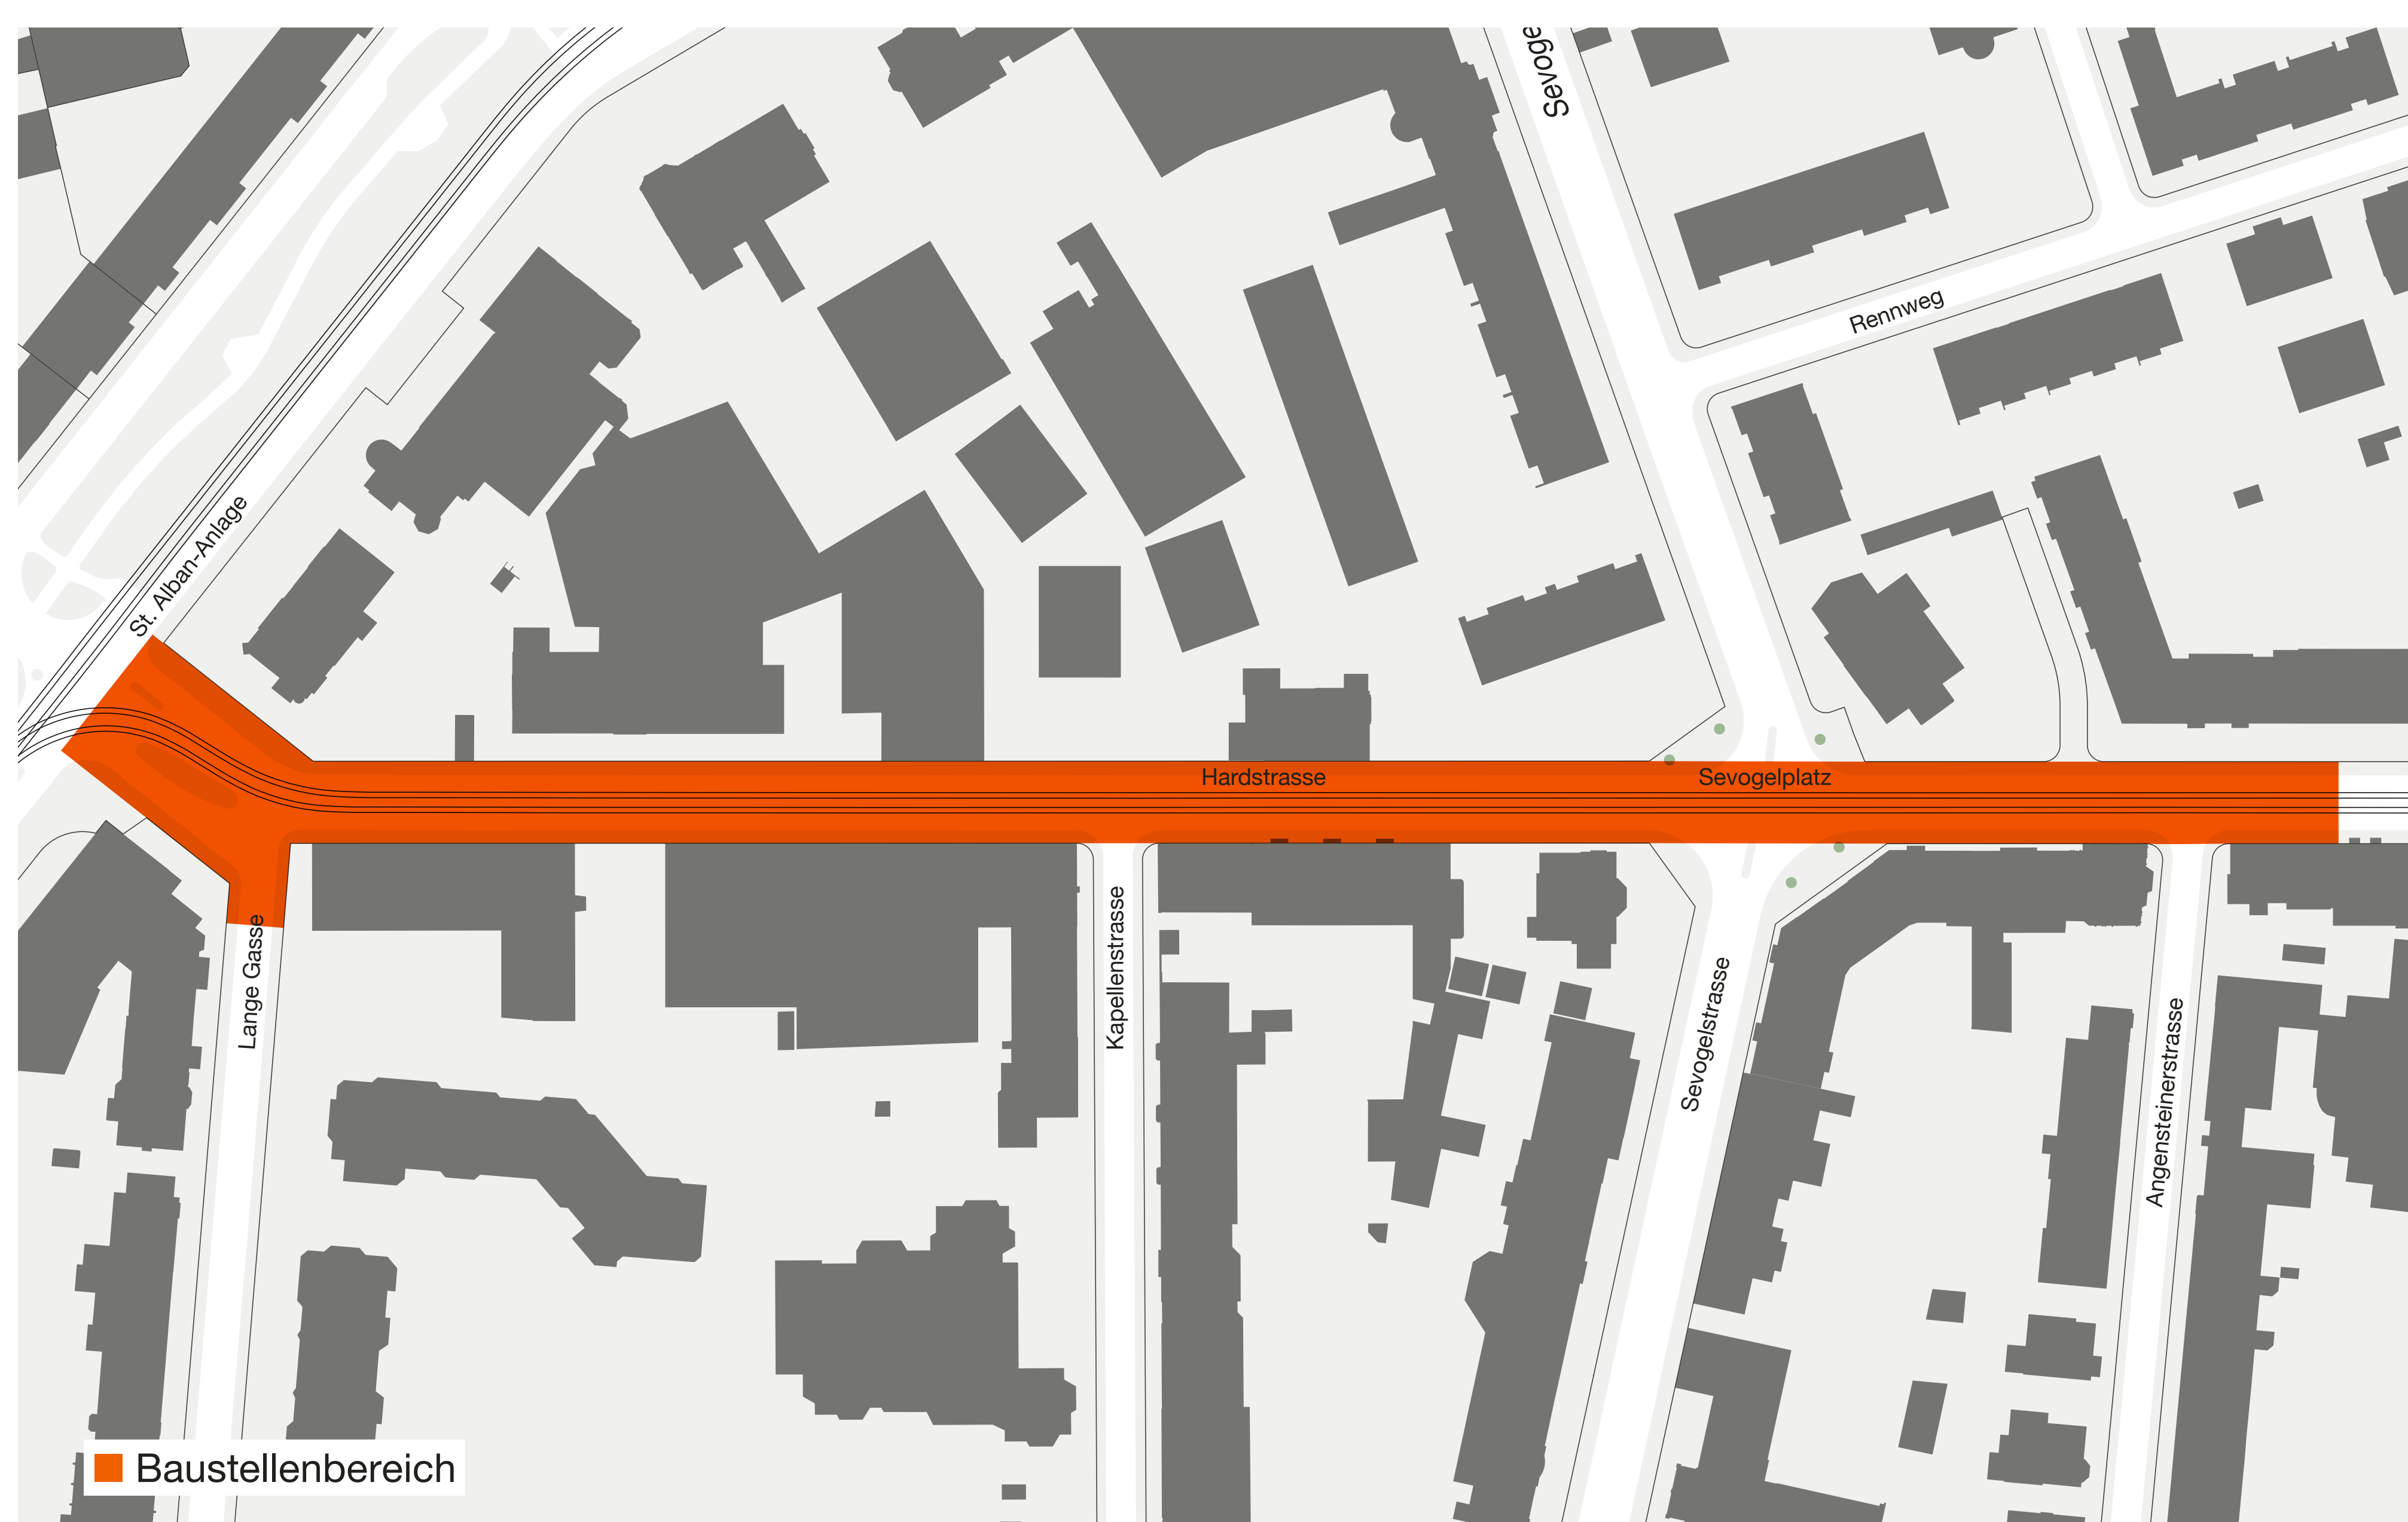 Sevoge
Rennweg
St. Alban-Anlage
Hardstrasse
Sevogelplatz
Lange Gasse
Kapellenstrasse
Sevogelstrasse
Angensteinerstrasse
Baustellenbereich